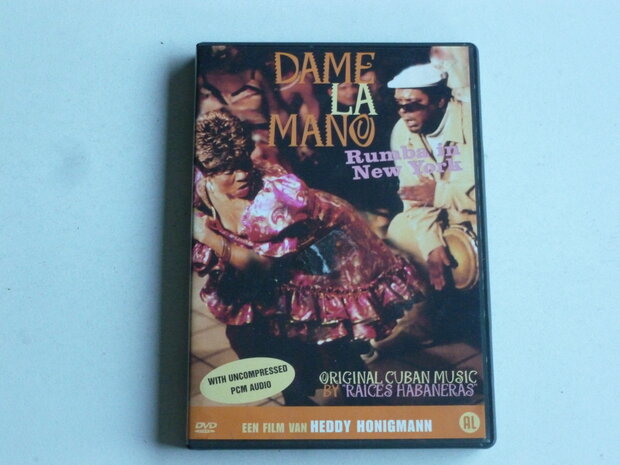 DAME
LA
MANO
Rumba in
New York
WITH UNCOMPRESSED
PCM AUDIO
ORIGINAL CUBAN MUSIC
BY "RAICES HABANERAS"
DVD
EEN FILM VAN HEDDY HONIGMANN
AL